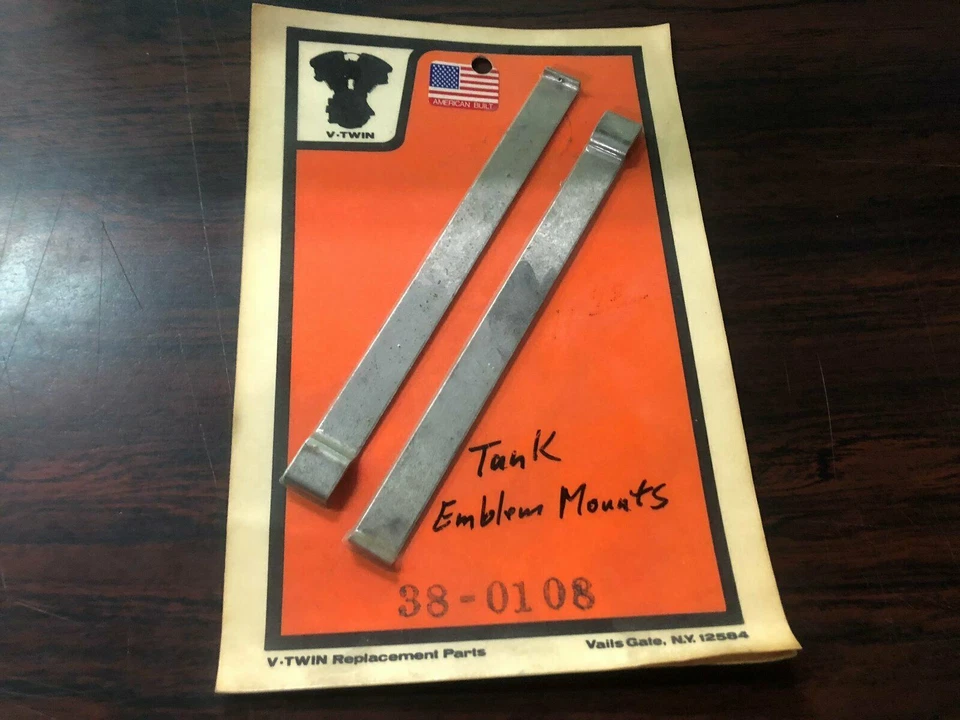 V-TWIN
AMERICAN BUILT
Tank
Emblem Mounts
38-0108
V-TWIN Replacement Parts
Vails Gate, N.Y. 12584